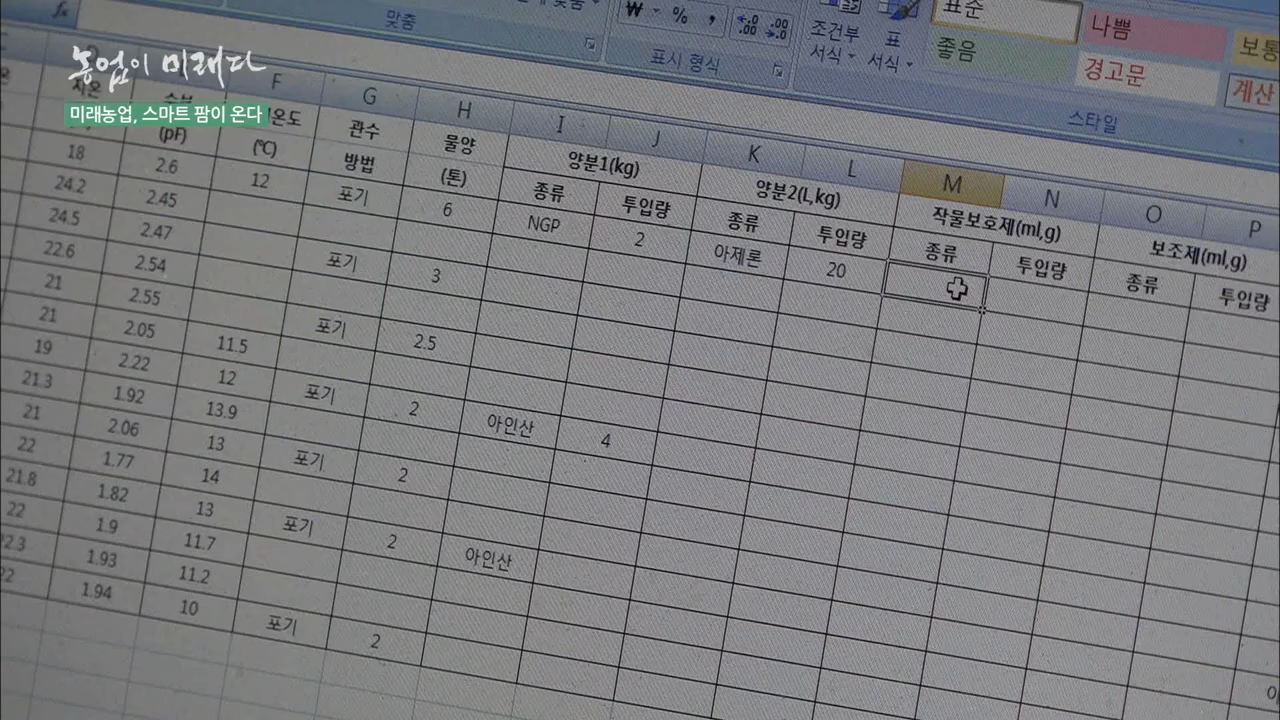 농업이 미래다
미래농업, 스마트 팜이 온다
맞춤
표시 형식
조건부 서식
표 서식
표준
나쁨
좋음
경고문
보통
계산
스타일
F G H I J K L M N O P
지온 (pF) 온도 (℃) 관수 방법 물양 (톤) 양분1(kg) 양분2(L,kg) 작물보호제(ml,g) 보조제(ml,g)
종류 투입량 종류 투입량 종류 투입량 종류 투입량
18 2.6 12 포기 6 NGP 2 아제론 20
24.2 2.45
24.5 2.47 포기 3
22.6 2.54
21 2.55 포기 2.5
21 2.05 11.5
19 2.22 12 포기 2 아인산 4
21.3 1.92 13.9
21 2.06 13 포기 2
22 1.77 14
21.8 1.82 13 포기 2 아인산
22 1.9 11.7
1.93 11.2
1.94 10 포기 2